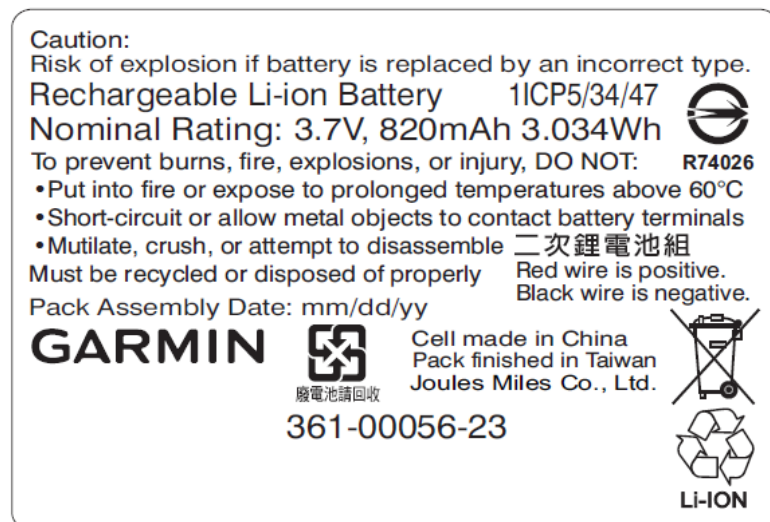 Caution:
Risk of explosion if battery is replaced by an incorrect type.
Rechargeable Li-ion Battery 1ICP5/34/47
Nominal Rating: 3.7V, 820mAh 3.034Wh
R74026
To prevent burns, fire, explosions, or injury, DO NOT:
•Put into fire or expose to prolonged temperatures above 60°C
•Short-circuit or allow metal objects to contact battery terminals
•Mutilate, crush, or attempt to disassemble 二次鋰電池組
Must be recycled or disposed of properly
Red wire is positive.
Black wire is negative.
Pack Assembly Date: mm/dd/yy
GARMIN
廢電池請回收
Cell made in China
Pack finished in Taiwan
Joules Miles Co., Ltd.
361-00056-23
Li-ION